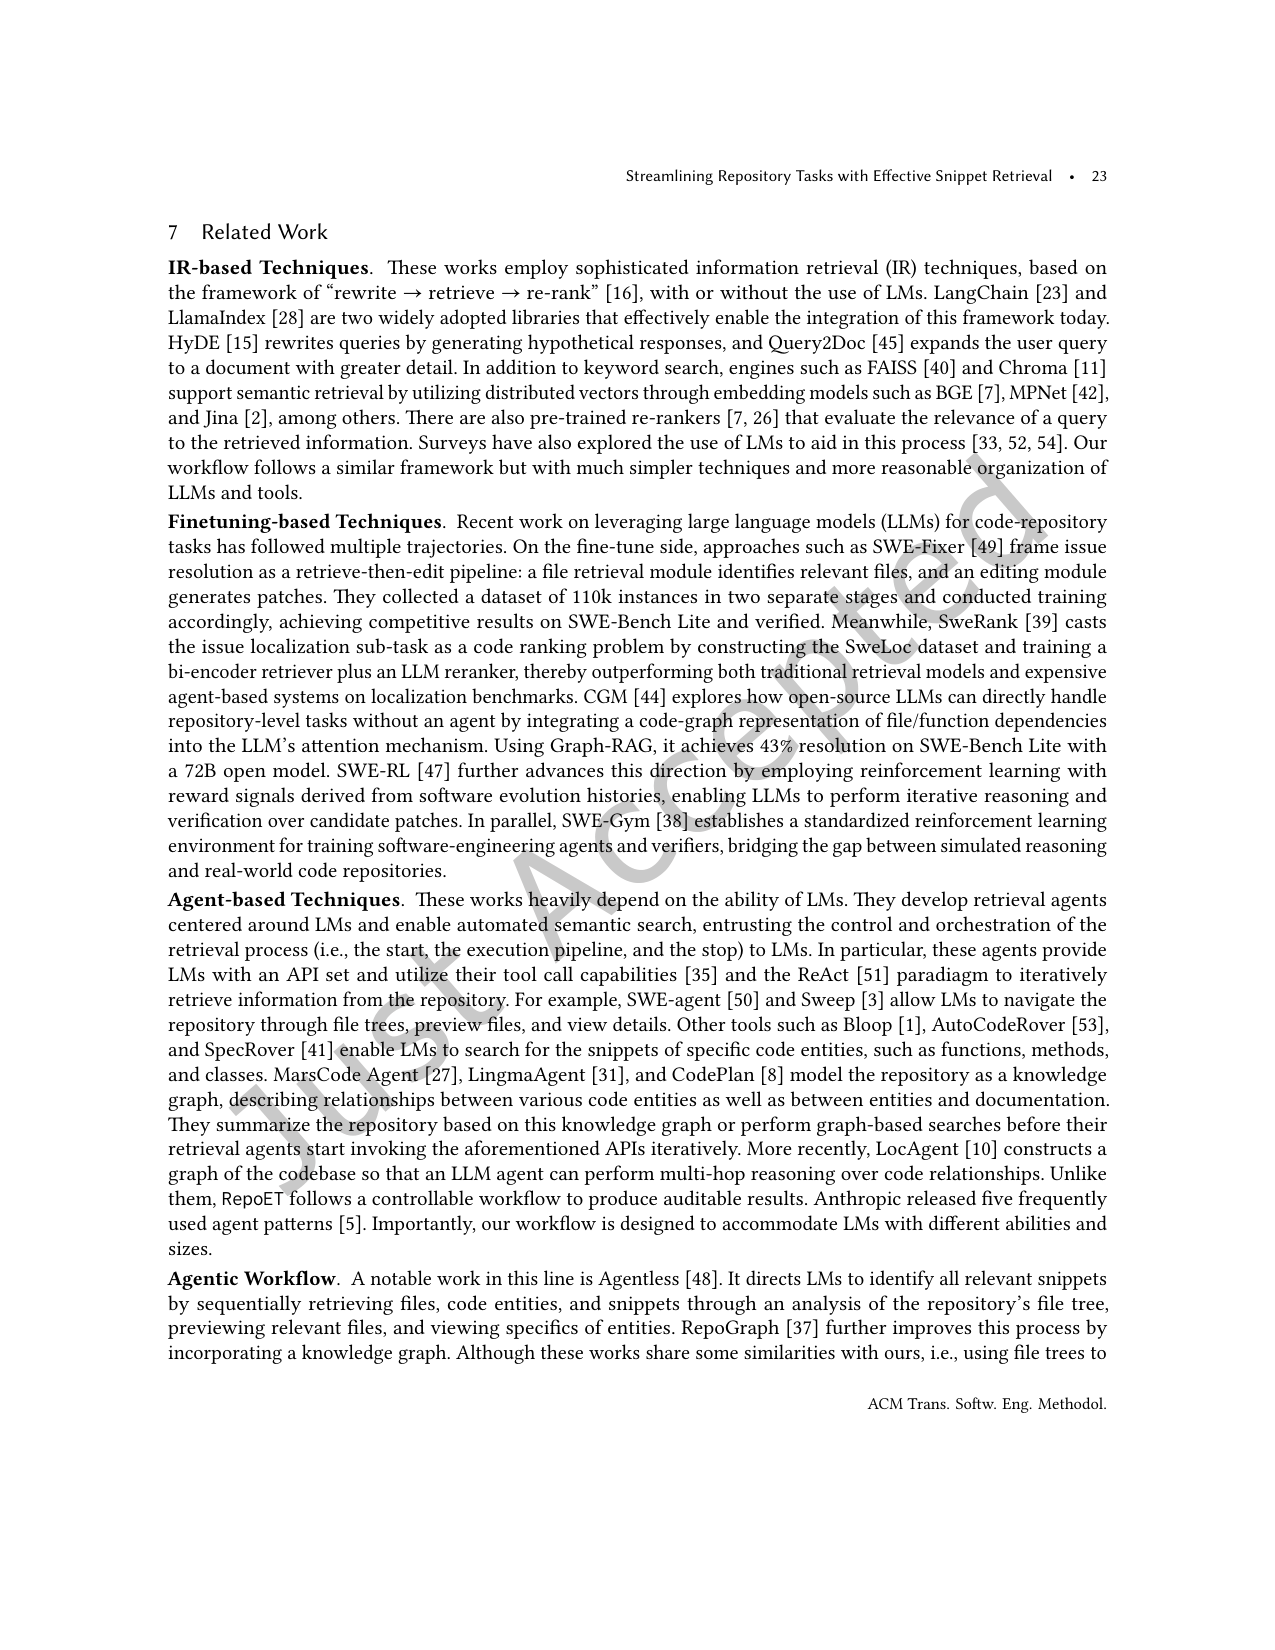 Streamlining Repository Tasks with Effective Snippet Retrieval • 23
7 Related Work
IR-based Techniques. These works employ sophisticated information retrieval (IR) techniques, based on
the framework of “rewrite → retrieve → re-rank” [16], with or without the use of LMs. LangChain [23] and
LlamaIndex [28] are two widely adopted libraries that effectively enable the integration of this framework today.
HyDE [15] rewrites queries by generating hypothetical responses, and Query2Doc [45] expands the user query
to a document with greater detail. In addition to keyword search, engines such as FAISS [40] and Chroma [11]
support semantic retrieval by utilizing distributed vectors through embedding models such as BGE [7], MPNet [42],
and Jina [2], among others. There are also pre-trained re-rankers [7, 26] that evaluate the relevance of a query
to the retrieved information. Surveys have also explored the use of LMs to aid in this process [33, 52, 54]. Our
workflow follows a similar framework but with much simpler techniques and more reasonable organization of
LLMs and tools.
Finetuning-based Techniques. Recent work on leveraging large language models (LLMs) for code-repository
tasks has followed multiple trajectories. On the fine-tune side, approaches such as SWE-Fixer [49] frame issue
resolution as a retrieve-then-edit pipeline: a file retrieval module identifies relevant files, and an editing module
generates patches. They collected a dataset of 110k instances in two separate stages and conducted training
accordingly, achieving competitive results on SWE-Bench Lite and verified. Meanwhile, SweRank [39] casts
the issue localization sub-task as a code ranking problem by constructing the SweLoc dataset and training a
bi-encoder retriever plus an LLM reranker, thereby outperforming both traditional retrieval models and expensive
agent-based systems on localization benchmarks. CGM [44] explores how open-source LLMs can directly handle
repository-level tasks without an agent by integrating a code-graph representation of file/function dependencies
into the LLM’s attention mechanism. Using Graph-RAG, it achieves 43% resolution on SWE-Bench Lite with
a 72B open model. SWE-RL [47] further advances this direction by employing reinforcement learning with
reward signals derived from software evolution histories, enabling LLMs to perform iterative reasoning and
verification over candidate patches. In parallel, SWE-Gym [38] establishes a standardized reinforcement learning
environment for training software-engineering agents and verifiers, bridging the gap between simulated reasoning
and real-world code repositories.
Agent-based Techniques. These works heavily depend on the ability of LMs. They develop retrieval agents
centered around LMs and enable automated semantic search, entrusting the control and orchestration of the
retrieval process (i.e., the start, the execution pipeline, and the stop) to LMs. In particular, these agents provide
LMs with an API set and utilize their tool call capabilities [35] and the ReAct [51] paradiagm to iteratively
retrieve information from the repository. For example, SWE-agent [50] and Sweep [3] allow LMs to navigate the
repository through file trees, preview files, and view details. Other tools such as Bloop [1], AutoCodeRover [53],
and SpecRover [41] enable LMs to search for the snippets of specific code entities, such as functions, methods,
and classes. MarsCode Agent [27], LingmaAgent [31], and CodePlan [8] model the repository as a knowledge
graph, describing relationships between various code entities as well as between entities and documentation.
They summarize the repository based on this knowledge graph or perform graph-based searches before their
retrieval agents start invoking the aforementioned APIs iteratively. More recently, LocAgent [10] constructs a
graph of the codebase so that an LLM agent can perform multi-hop reasoning over code relationships. Unlike
them, RepoET follows a controllable workflow to produce auditable results. Anthropic released five frequently
used agent patterns [5]. Importantly, our workflow is designed to accommodate LMs with different abilities and
sizes.
Agentic Workflow. A notable work in this line is Agentless [48]. It directs LMs to identify all relevant snippets
by sequentially retrieving files, code entities, and snippets through an analysis of the repository’s file tree,
previewing relevant files, and viewing specifics of entities. RepoGraph [37] further improves this process by
incorporating a knowledge graph. Although these works share some similarities with ours, i.e., using file trees to
ACM Trans. Softw. Eng. Methodol.
Just Accepted